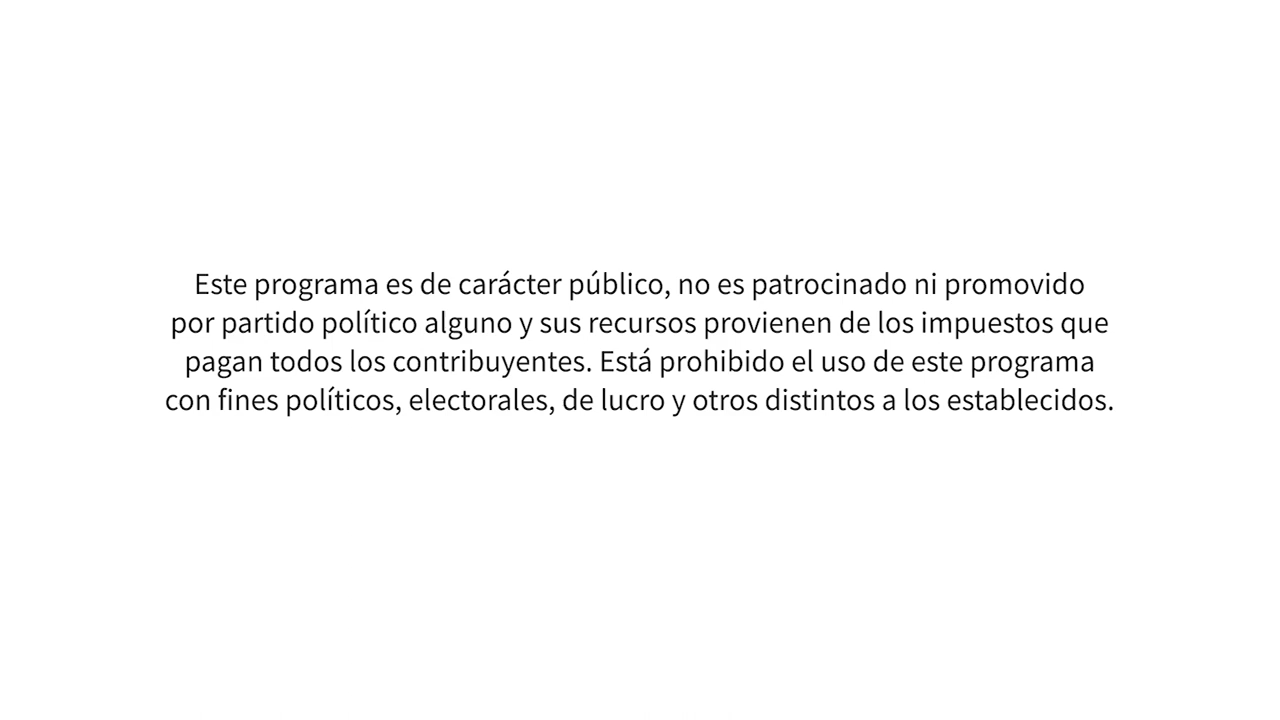 Este programa es de carácter público, no es patrocinado ni promovido
por partido político alguno y sus recursos provienen de los impuestos que
pagan todos los contribuyentes. Está prohibido el uso de este programa
con fines políticos, electorales, de lucro y otros distintos a los establecidos.